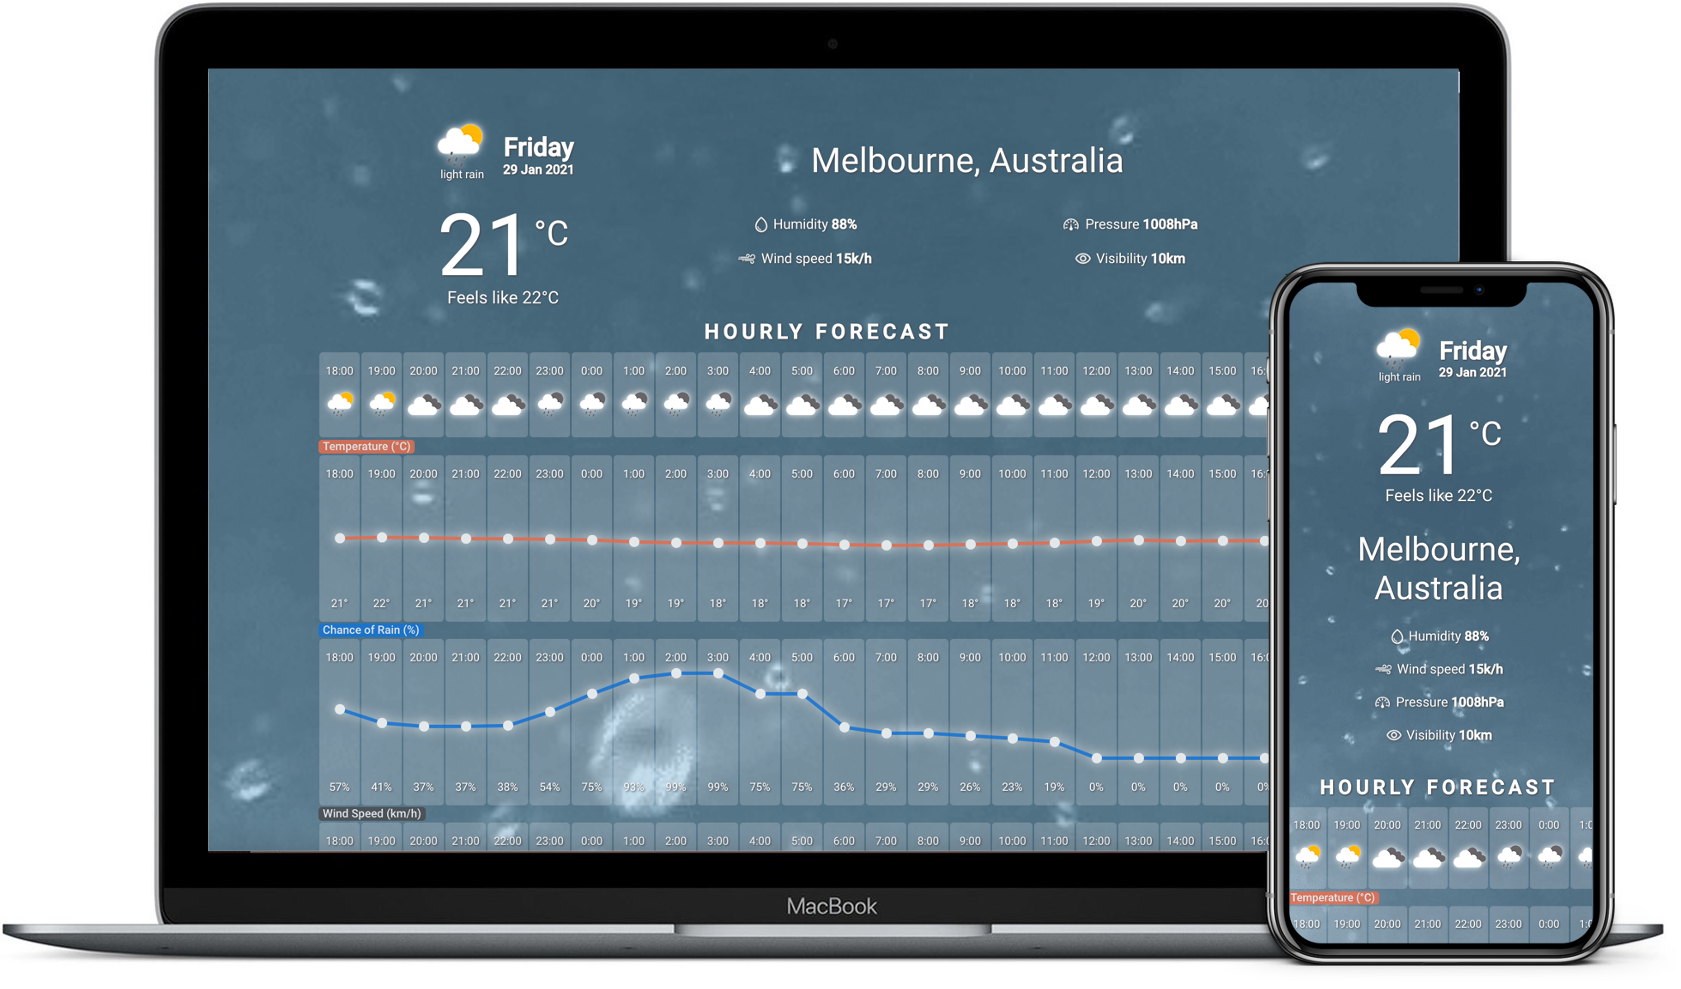 Friday
29 Jan 2021
light rain
21 °C
Feels like 22°C
Melbourne, Australia
Humidity 88%
Pressure 1008hPa
Wind speed 15k/h
Visibility 10km
HOURLY FORECAST
18:00 19:00 20:00 21:00 22:00 23:00 0:00 1:00 2:00 3:00 4:00 5:00 6:00 7:00 8:00 9:00 10:00 11:00 12:00 13:00 14:00 15:00 16:
Temperature (°C)
18:00 19:00 20:00 21:00 22:00 23:00 0:00 1:00 2:00 3:00 4:00 5:00 6:00 7:00 8:00 9:00 10:00 11:00 12:00 13:00 14:00 15:00 16:
21° 22° 21° 21° 21° 21° 20° 19° 19° 18° 18° 18° 17° 17° 17° 18° 18° 18° 19° 20° 20° 20° 20
Chance of Rain (%)
18:00 19:00 20:00 21:00 22:00 23:00 0:00 1:00 2:00 3:00 4:00 5:00 6:00 7:00 8:00 9:00 10:00 11:00 12:00 13:00 14:00 15:00 16:
57% 41% 37% 37% 38% 54% 75% 93% 99% 99% 75% 75% 36% 29% 29% 26% 23% 19% 0% 0% 0% 0% 0%
Wind Speed (km/h)
18:00 19:00 20:00 21:00 22:00 23:00 0:00 1:00 2:00 3:00 4:00 5:00 6:00 7:00 8:00 9:00 10:00 11:00 12:00 13:00 14:00 15:00 16:
MacBook
Friday
29 Jan 2021
light rain
21 °C
Feels like 22°C
Melbourne,
Australia
Humidity 88%
Wind speed 15k/h
Pressure 1008hPa
Visibility 10km
HOURLY FORECAST
18:00 19:00 20:00 21:00 22:00 23:00 0:00 1:
Temperature (°C)
18:00 19:00 20:00 21:00 22:00 23:00 0:00 1: